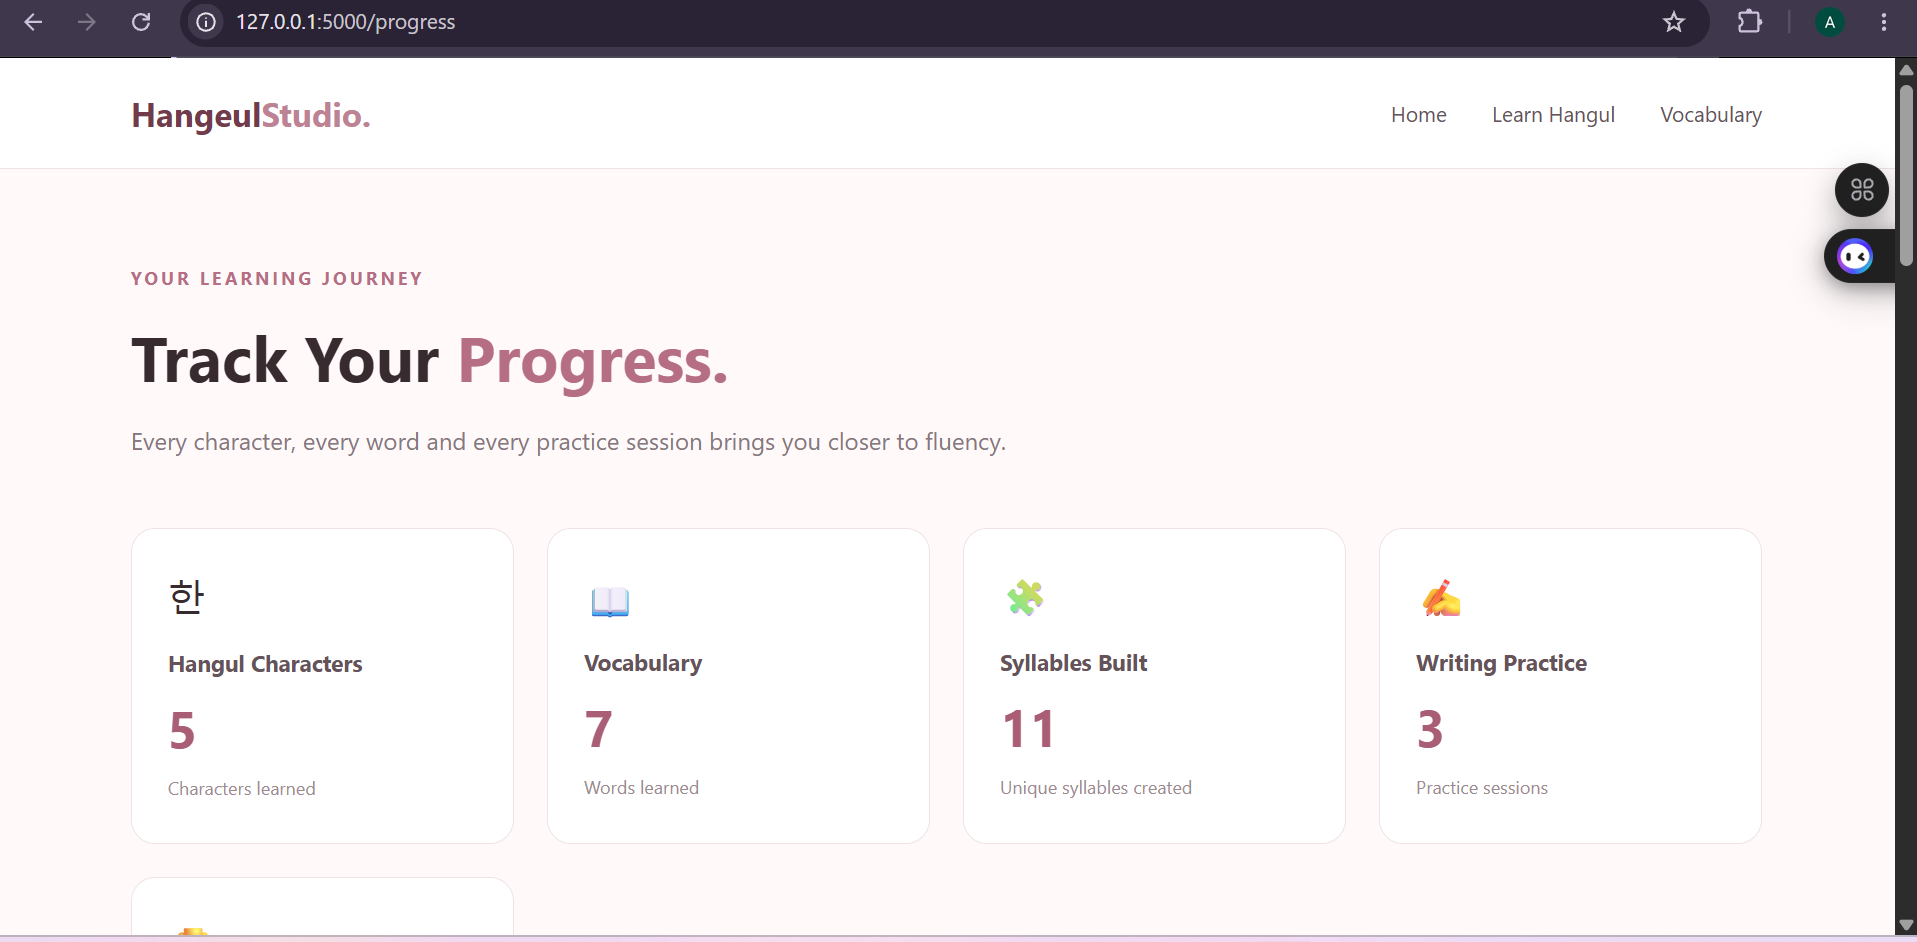 127.0.0.1:5000/progress
A
HangeulStudio.
Home Learn Hangul Vocabulary
YOUR LEARNING JOURNEY
Track Your Progress.
Every character, every word and every practice session brings you closer to fluency.
한
Hangul Characters
5
Characters learned
Vocabulary
7
Words learned
Syllables Built
11
Unique syllables created
Writing Practice
3
Practice sessions